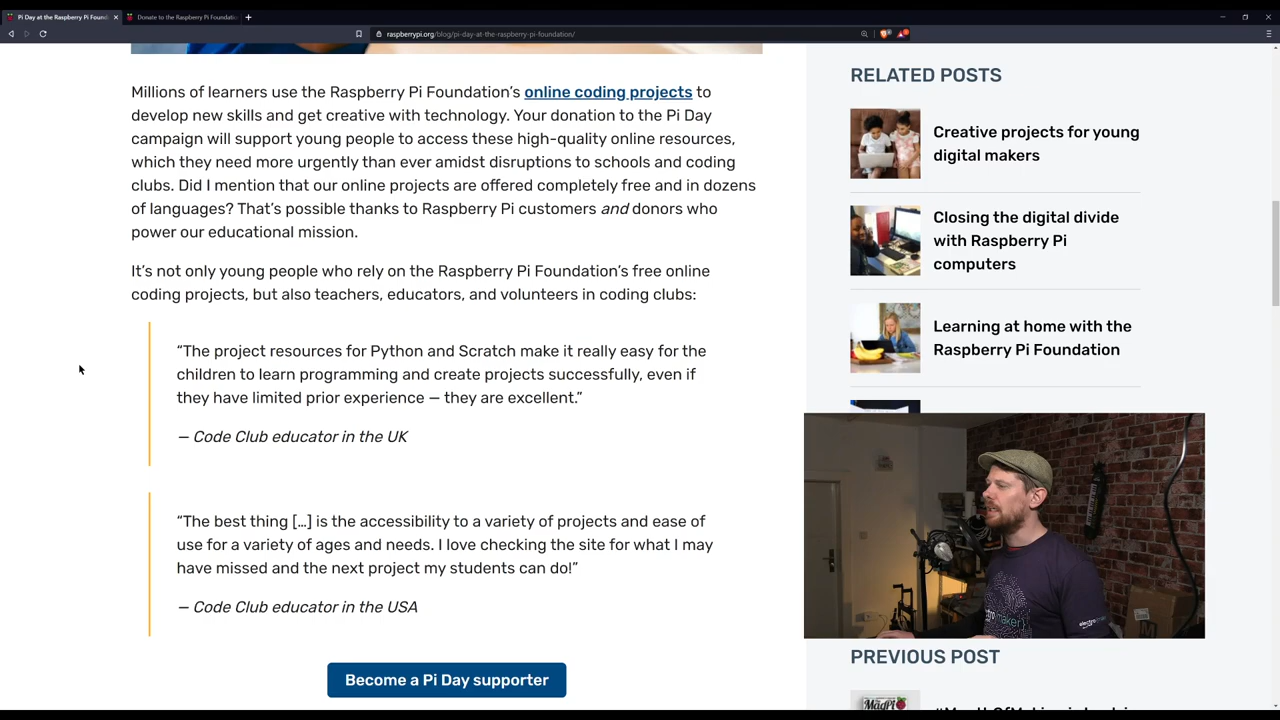 Pi Day at the Raspberry Pi Found
Donate to the Raspberry Pi Foundation
raspberrypi.org/blog/pi-day-at-the-raspberry-pi-foundation/
Millions of learners use the Raspberry Pi Foundation's online coding projects to
develop new skills and get creative with technology. Your donation to the Pi Day
campaign will support young people to access these high-quality online resources,
which they need more urgently than ever amidst disruptions to schools and coding
clubs. Did I mention that our online projects are offered completely free and in dozens
of languages? That's possible thanks to Raspberry Pi customers and donors who
power our educational mission.
It's not only young people who rely on the Raspberry Pi Foundation's free online
coding projects, but also teachers, educators, and volunteers in coding clubs:
“The project resources for Python and Scratch make it really easy for the
children to learn programming and create projects successfully, even if
they have limited prior experience — they are excellent.”
— Code Club educator in the UK
“The best thing […] is the accessibility to a variety of projects and ease of
use for a variety of ages and needs. I love checking the site for what I may
have missed and the next project my students can do!”
— Code Club educator in the USA
Become a Pi Day supporter
RELATED POSTS
Creative projects for young
digital makers
Closing the digital divide
with Raspberry Pi
computers
Learning at home with the
Raspberry Pi Foundation
PREVIOUS POST
MagPi